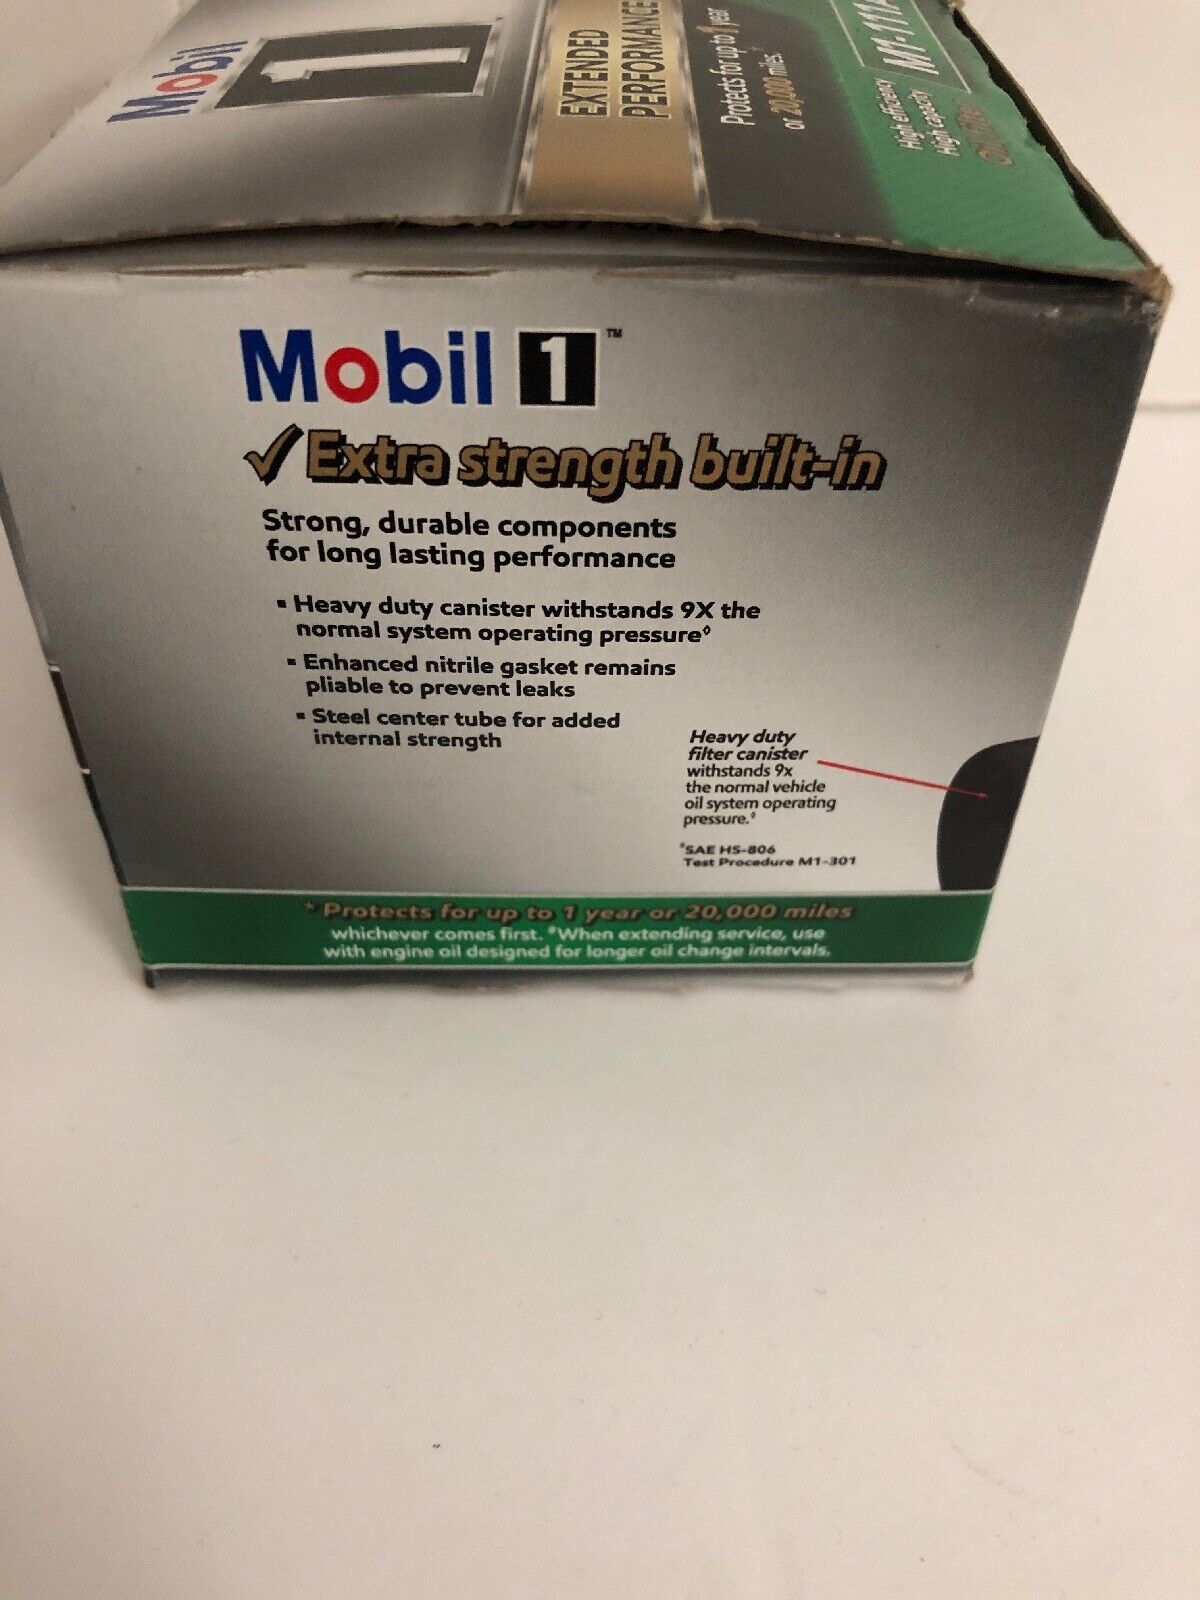 Mobil 1
EXTENDED
PERFORMANCE
Protects for up to 1 year
or 20,000 miles.
High efficiency
High capacity
Oil filter
Mobil 1™
✓ Extra strength built-in
Strong, durable components
for long lasting performance
▪ Heavy duty canister withstands 9X the
normal system operating pressure◊
▪ Enhanced nitrile gasket remains
pliable to prevent leaks
▪ Steel center tube for added
internal strength
Heavy duty
filter canister
withstands 9x
the normal vehicle
oil system operating
pressure.◊
◊SAE HS-806
Test Procedure M1-301
* Protects for up to 1 year or 20,000 miles
whichever comes first. *When extending service, use
with engine oil designed for longer oil change intervals.